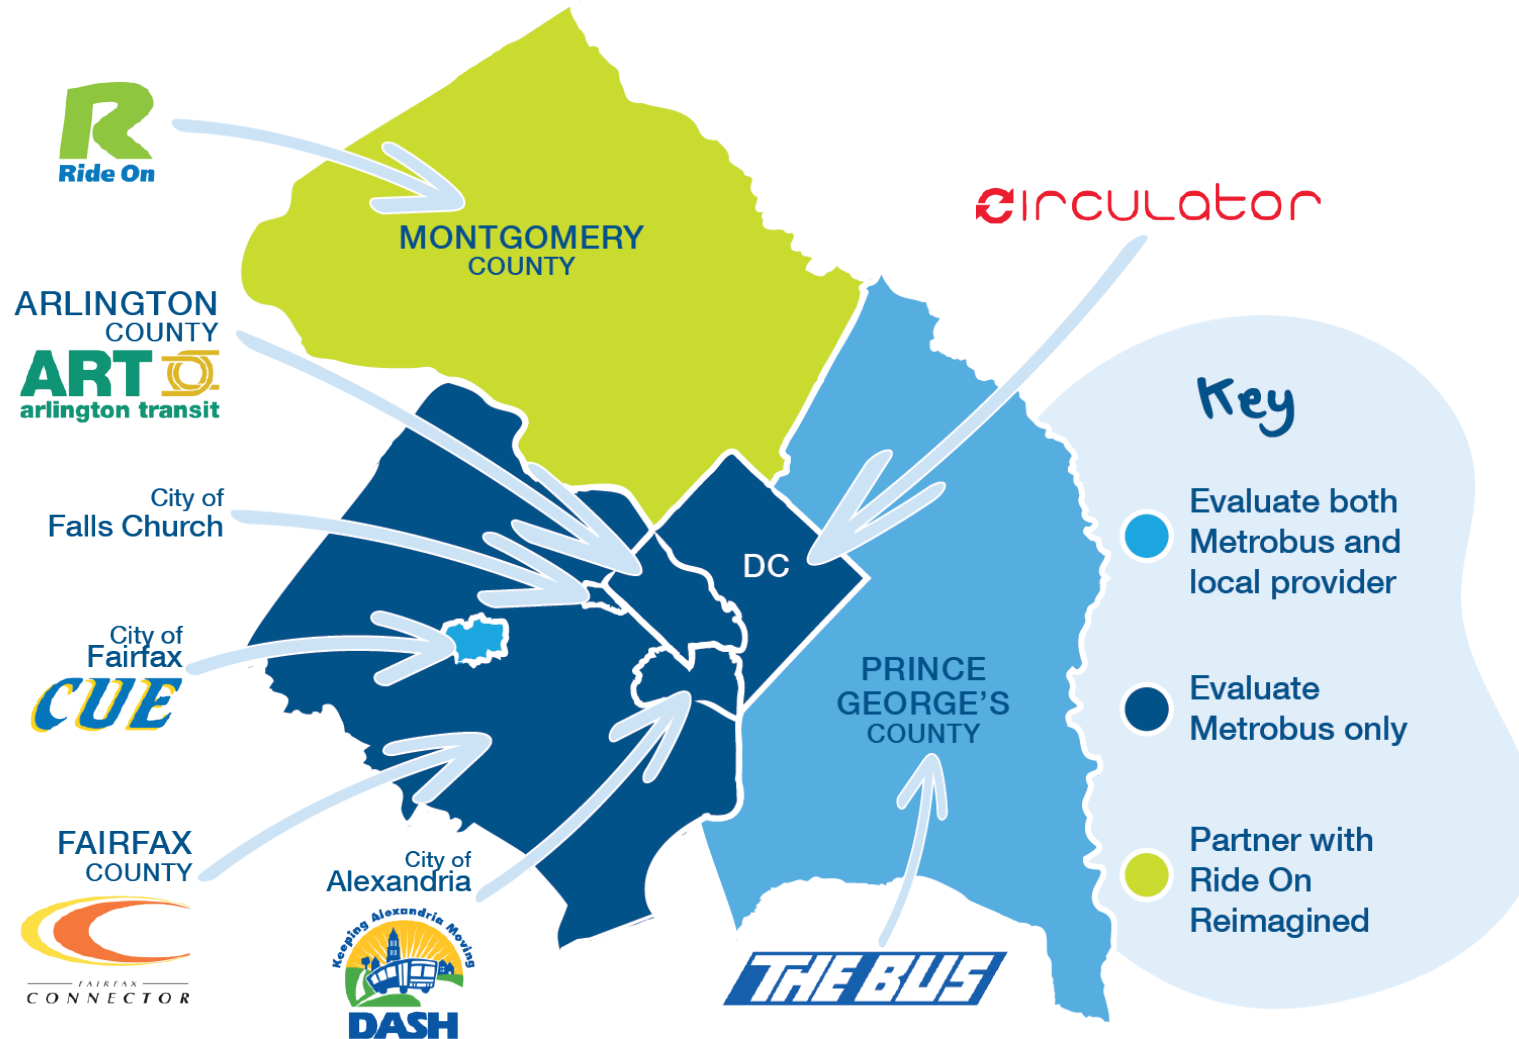 R
Ride On
MONTGOMERY
COUNTY
cırcuLator
ARLINGTON
COUNTY
ART
arlington transit
Key
City of
Falls Church
Evaluate both
Metrobus and
local provider
DC
City of
Fairfax
CUE
PRINCE
GEORGE'S
COUNTY
Evaluate
Metrobus only
FAIRFAX
COUNTY
FAIRFAX
CONNECTOR
City of
Alexandria
Keeping Alexandria Moving
DASH
THE BUS
Partner with
Ride On
Reimagined